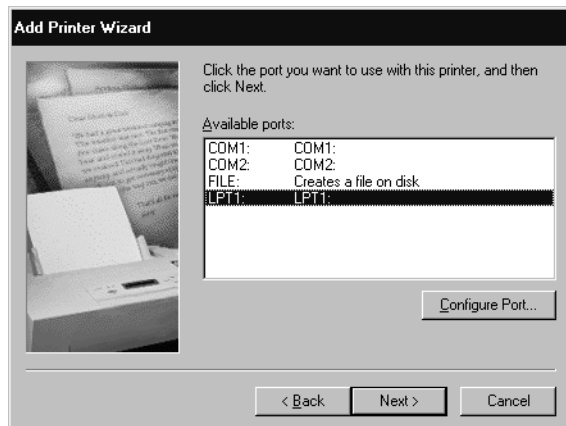 Add Printer Wizard
Click the port you want to use with this printer, and then
click Next.
Available ports:
COM1: COM1:
COM2: COM2:
FILE: Creates a file on disk
LPT1: LPT1:
Configure Port...
< Back Next > Cancel